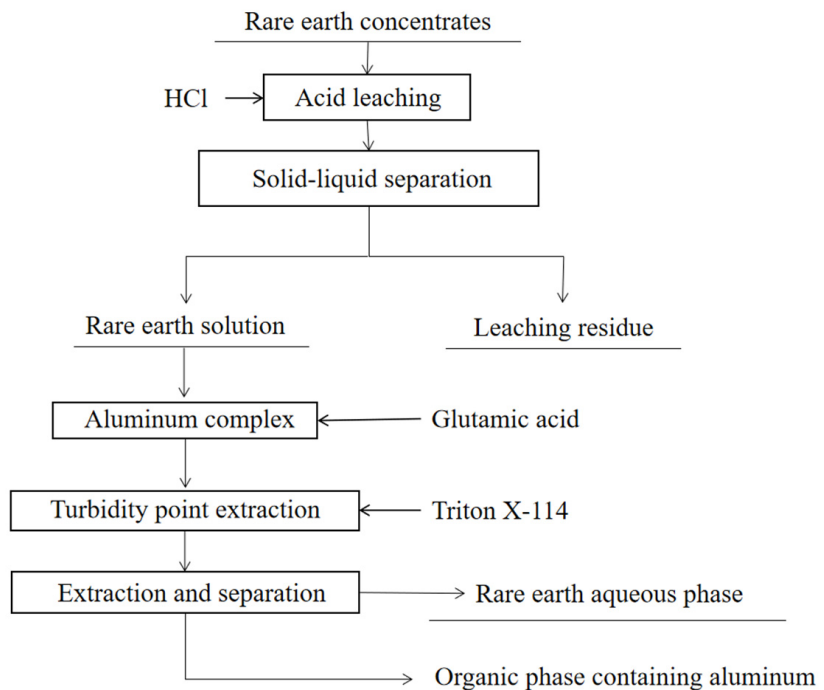 Rare earth concentrates
HCl
Acid leaching
Solid-liquid separation
Rare earth solution
Leaching residue
Aluminum complex
Glutamic acid
Turbidity point extraction
Triton X-114
Extraction and separation
Rare earth aqueous phase
Organic phase containing aluminum